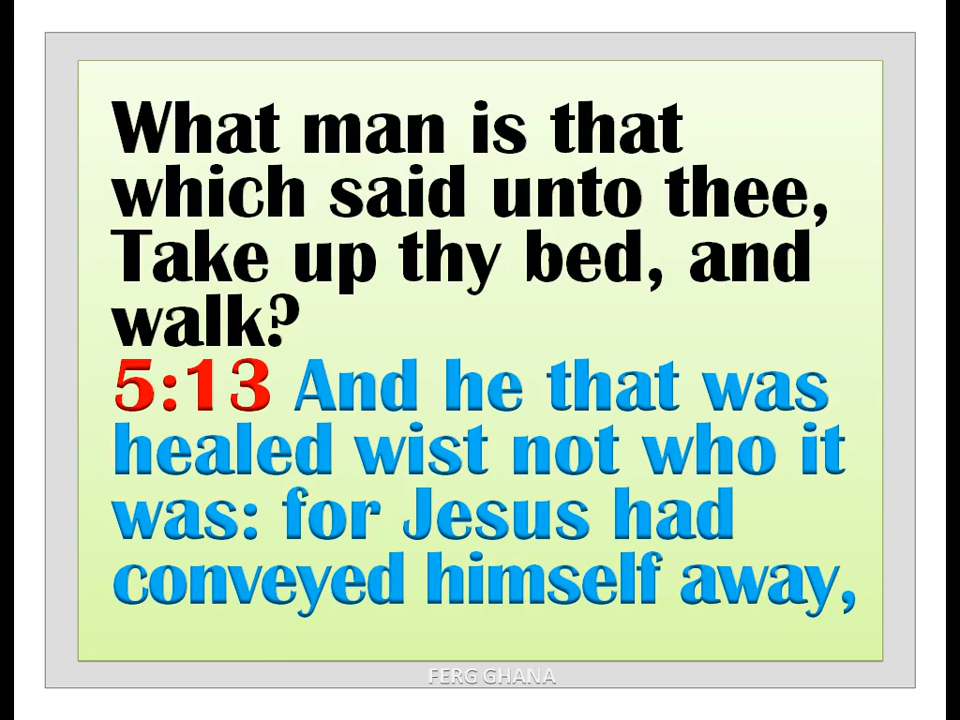 What man is that
which said unto thee,
Take up thy bed, and
walk?
5:13 And he that was
healed wist not who it
was: for Jesus had
conveyed himself away,
FERG GHANA